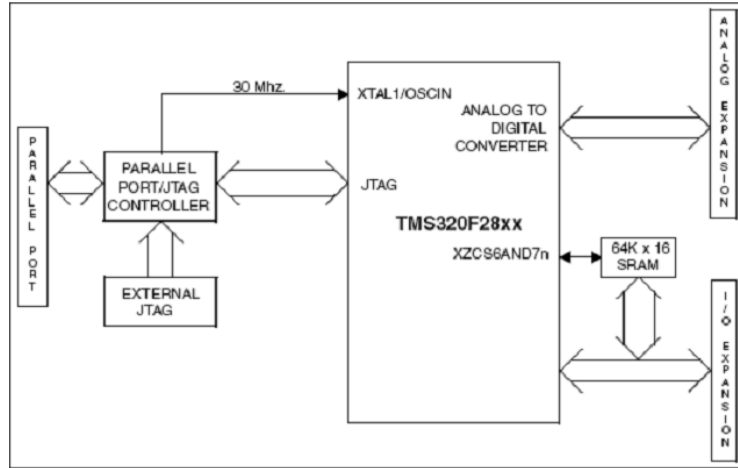 30 Mhz.
XTAL1/OSCIN
ANALOG TO
DIGITAL
CONVERTER
ANALOG EXPANSION
PARALLEL PORT
PARALLEL
PORT/JTAG
CONTROLLER
JTAG
TMS320F28xx
XZCS6AND7n
64K x 16
SRAM
EXTERNAL
JTAG
I/O EXPANSION